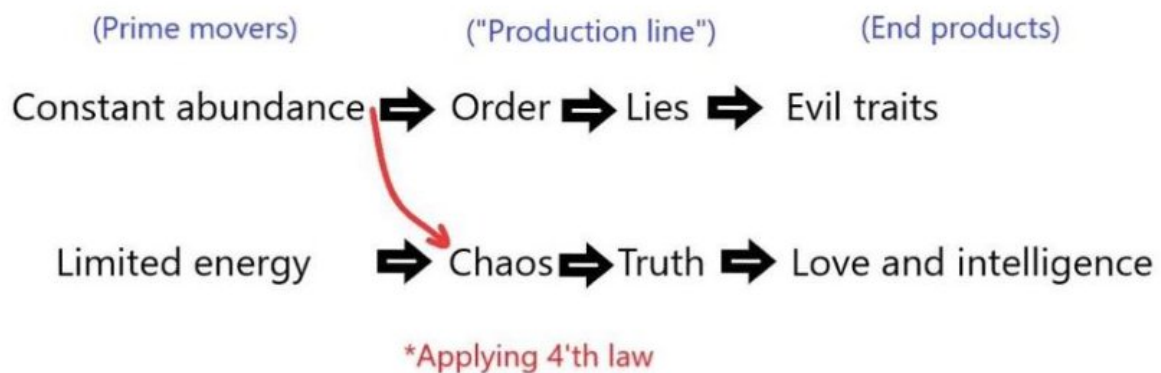 (Prime movers) ("Production line") (End products)
Constant abundance Order Lies Evil traits
Limited energy Chaos Truth Love and intelligence
*Applying 4'th law